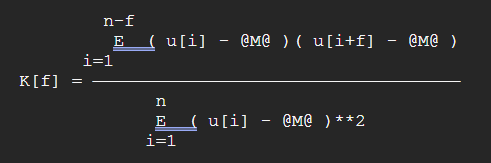 n-f
E ( u[i] - @M@ )( u[i+f] - @M@ )
i=1
K[f] = ─────────────────────────────────
n
E ( u[i] - @M@ )**2
i=1